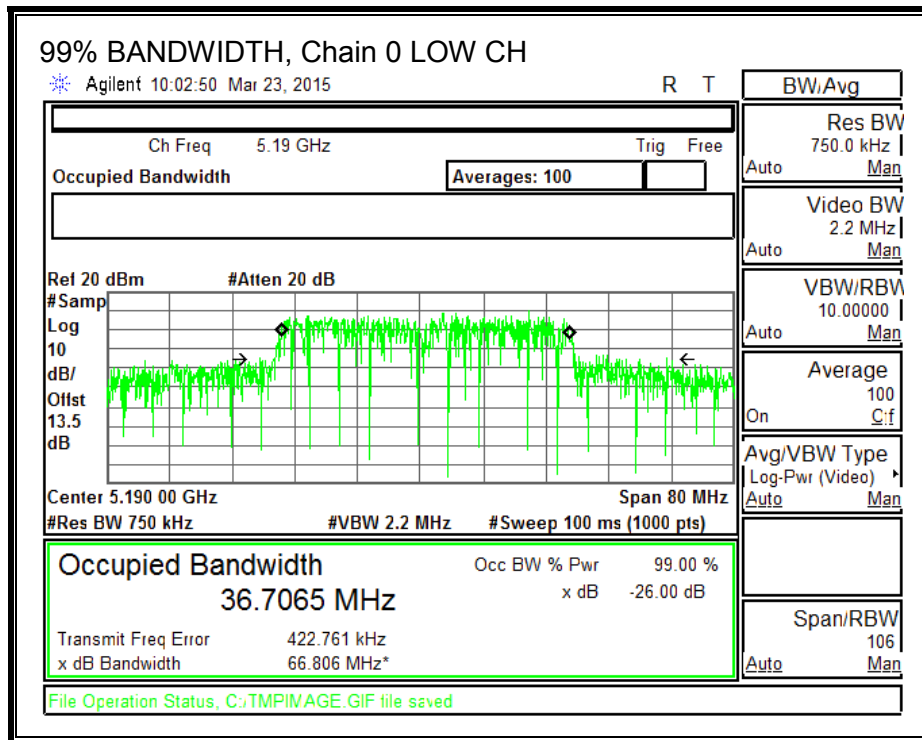 99% BANDWIDTH, Chain 0 LOW CH
Agilent 10:02:50 Mar 23, 2015 R T
BW/Avg
Ch Freq 5.19 GHz Trig Free
Occupied Bandwidth Averages: 100
Res BW
750.0 kHz
Auto Man
Video BW
2.2 MHz
Auto Man
VBW/RBW
10.00000
Auto Man
Average
100
On Off
Avg/VBW Type
Log-Pwr (Video)
Auto Man
Span/RBW
106
Auto Man
Ref 20 dBm #Atten 20 dB
#Samp
Log
10
dB/
Offst
13.5
dB
Center 5.190 00 GHz Span 80 MHz
#Res BW 750 kHz #VBW 2.2 MHz #Sweep 100 ms (1000 pts)
Occupied Bandwidth
36.7065 MHz
Occ BW % Pwr 99.00 %
x dB -26.00 dB
Transmit Freq Error 422.761 kHz
x dB Bandwidth 66.806 MHz*
File Operation Status, C:/TMPIMAGE.GIF file saved